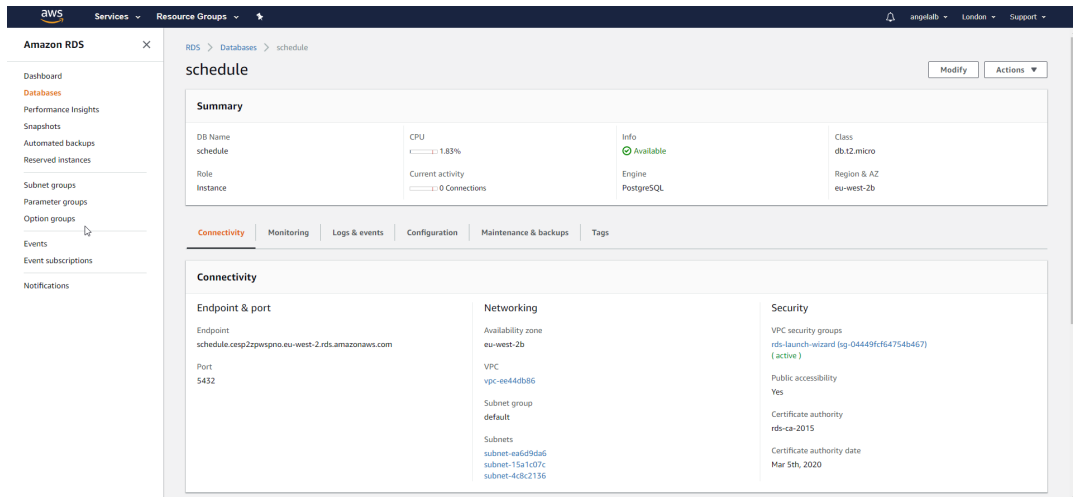 aws Services Resource Groups angelalb London Support
Amazon RDS
Dashboard
Databases
Performance Insights
Snapshots
Automated backups
Reserved instances
Subnet groups
Parameter groups
Option groups
Events
Event subscriptions
Notifications
RDS > Databases > schedule
schedule
Modify Actions
Summary
DB Name
schedule
CPU
1.83%
Info
Available
Class
db.t2.micro
Role
Instance
Current activity
0 Connections
Engine
PostgreSQL
Region & AZ
eu-west-2b
Connectivity Monitoring Logs & events Configuration Maintenance & backups Tags
Connectivity
Endpoint & port
Endpoint
schedule.cesp2zpwspno.eu-west-2.rds.amazonaws.com
Port
5432
Networking
Availability zone
eu-west-2b
VPC
vpc-ee44db86
Subnet group
default
Subnets
subnet-ea6d9da6
subnet-15a1c07c
subnet-4c8c2136
Security
VPC security groups
rds-launch-wizard (sg-04449fcf64754b467)
( active )
Public accessibility
Yes
Certificate authority
rds-ca-2015
Certificate authority date
Mar 5th, 2020